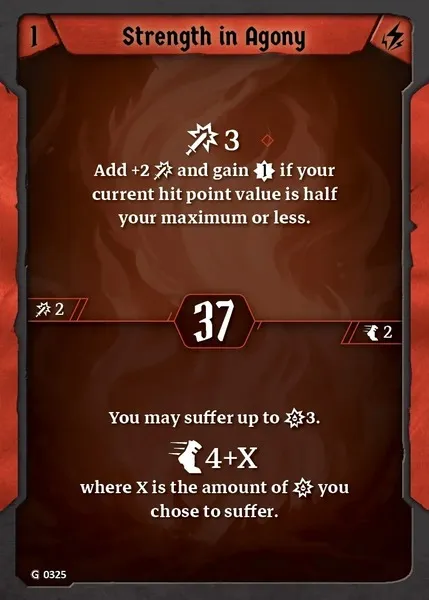 1
Strength in Agony
3
Add +2 and gain 1 if your
current hit point value is half
your maximum or less.
2
37
2
You may suffer up to 3.
4+X
where X is the amount of you
chose to suffer.
G 0325